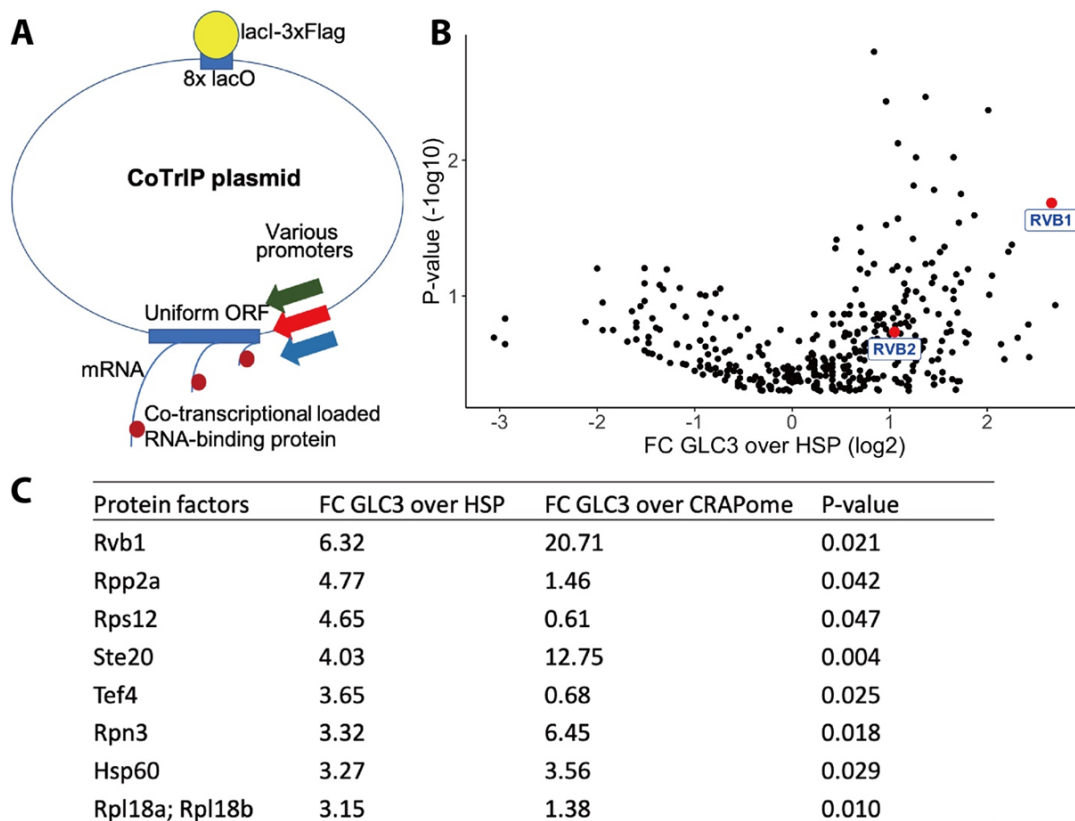 A
lacI-3xFlag
8x lacO
CoTrIP plasmid
Various
promoters
Uniform ORF
mRNA
Co-transcriptional loaded
RNA-binding protein
B
P-value (-log10)
2
1
RVB1
RVB2
-3
-2
-1
0
1
2
FC GLC3 over HSP (log2)
C
Protein factors FC GLC3 over HSP FC GLC3 over CRAPome P-value
Rvb1 6.32 20.71 0.021
Rpp2a 4.77 1.46 0.042
Rps12 4.65 0.61 0.047
Ste20 4.03 12.75 0.004
Tef4 3.65 0.68 0.025
Rpn3 3.32 6.45 0.018
Hsp60 3.27 3.56 0.029
Rpl18a; Rpl18b 3.15 1.38 0.010